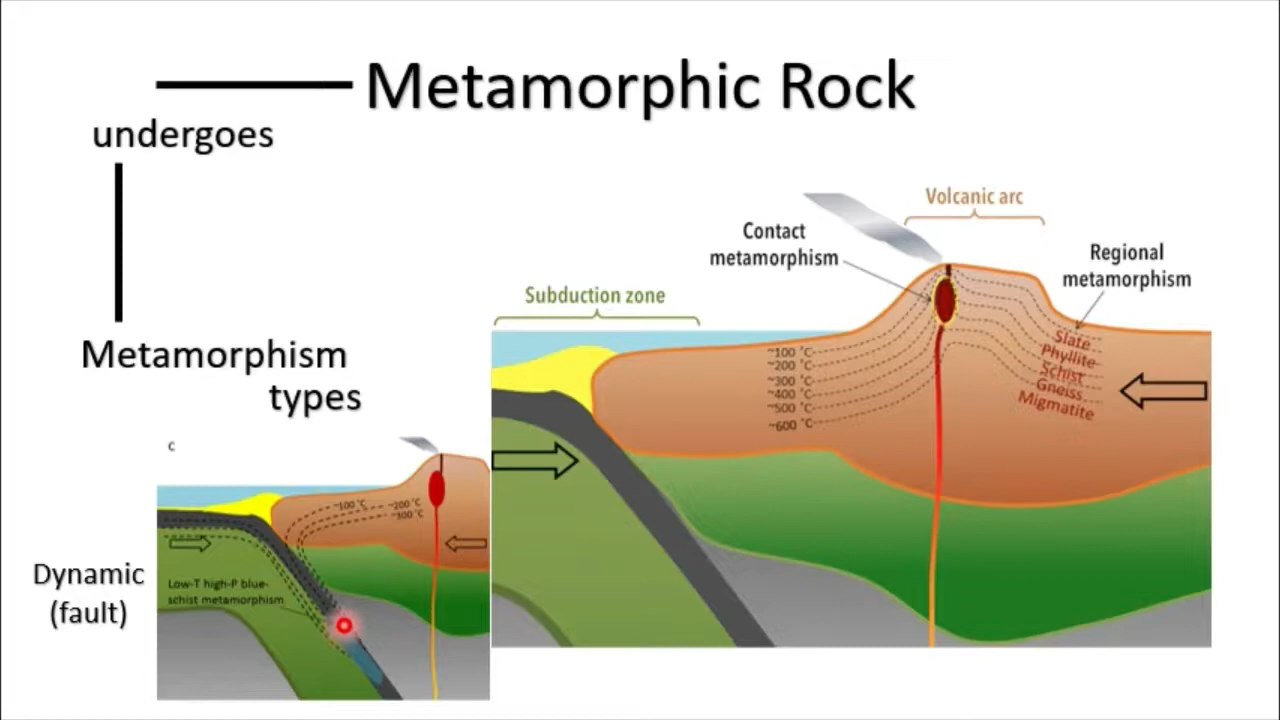 Metamorphic Rock
undergoes
Metamorphism
types
Volcanic arc
Contact
metamorphism
Regional
metamorphism
Subduction zone
~100 ˚C
~200 ˚C
~300 ˚C
~400 ˚C
~500 ˚C
~600 ˚C
Slate
Phyllite
Schist
Gneiss
Migmatite
c
~100 ˚C
~200 ˚C
~300 ˚C
Low-T high-P blue-
schist metamorphism
Dynamic
(fault)